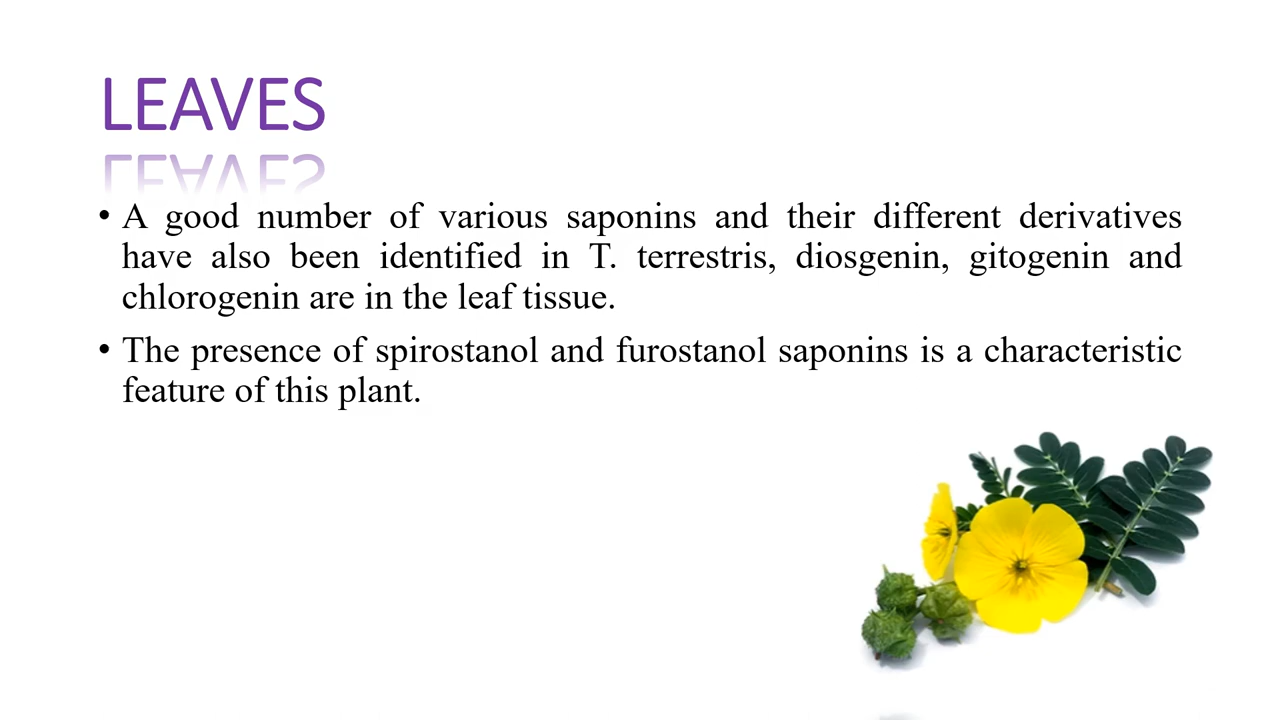 LEAVES
• A good number of various saponins and their different derivatives
have also been identified in T. terrestris, diosgenin, gitogenin and
chlorogenin are in the leaf tissue.
• The presence of spirostanol and furostanol saponins is a characteristic
feature of this plant.